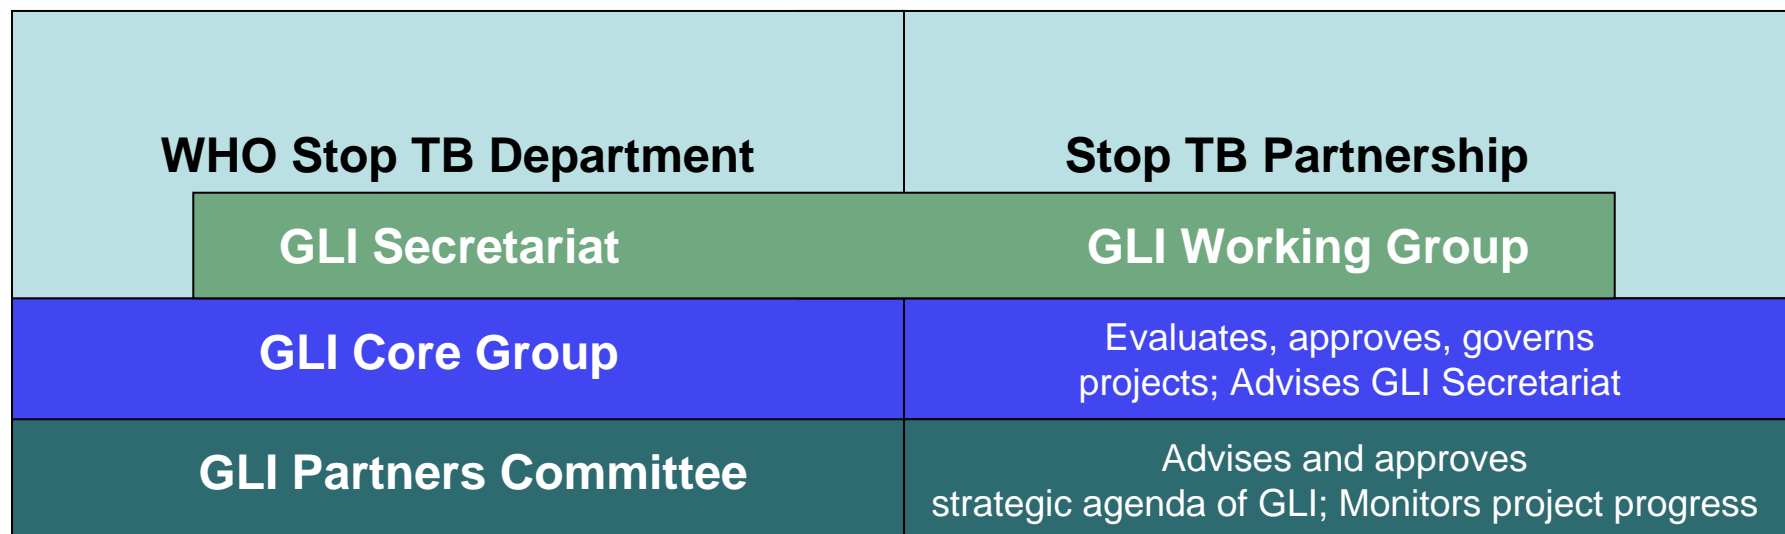 WHO Stop TB Department
Stop TB Partnership
GLI Secretariat
GLI Working Group
GLI Core Group
Evaluates, approves, governs
projects; Advises GLI Secretariat
GLI Partners Committee
Advises and approves
strategic agenda of GLI; Monitors project progress